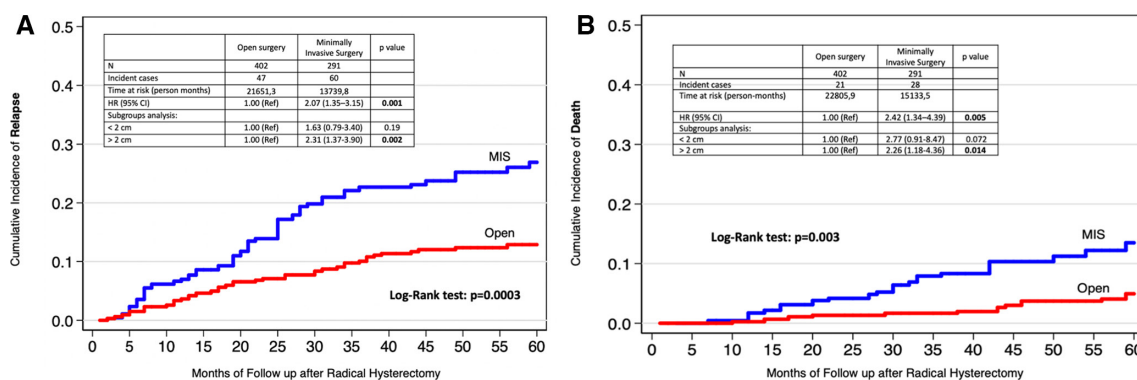 A
Cumulative Incidence of Relapse
0.5
0.4
0.3
0.2
0.1
0.0
Open surgery Minimally Invasive Surgery p value
N 402 291
Incident cases 47 60
Time at risk (person months) 21651,3 13739,8
HR (95% CI) 1.00 (Ref) 2.07 (1.35–3.15) 0.001
Subgroups analysis:
< 2 cm 1.00 (Ref) 1.63 (0.79-3.40) 0.19
> 2 cm 1.00 (Ref) 2.31 (1.37-3.90) 0.002
MIS
Open
Log-Rank test: p=0.0003
0 5 10 15 20 25 30 35 40 45 50 55 60
Months of Follow up after Radical Hysterectomy
B
Cumulative Incidence of Death
0.5
0.4
0.3
0.2
0.1
0.0
Open surgery Minimally Invasive Surgery p value
N 402 291
Incident cases 21 28
Time at risk (person-months) 22805,9 15133,5
HR (95% CI) 1.00 (Ref) 2.42 (1.34–4.39) 0.005
Subgroups analysis:
< 2 cm 1.00 (Ref) 2.77 (0.91-8.47) 0.072
> 2 cm 1.00 (Ref) 2.26 (1.18-4.36) 0.014
Log-Rank test: p=0.003
MIS
Open
0 5 10 15 20 25 30 35 40 45 50 55 60
Months of Follow up after Radical Hysterectomy